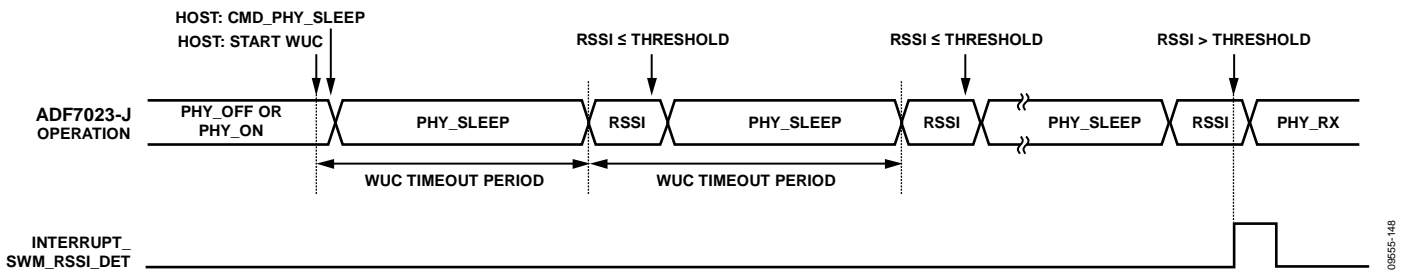 HOST: CMD_PHY_SLEEP
HOST: START WUC
RSSI ≤ THRESHOLD
RSSI ≤ THRESHOLD
RSSI > THRESHOLD
ADF7023-J
OPERATION
PHY_OFF OR
PHY_ON
PHY_SLEEP
RSSI
PHY_SLEEP
RSSI
PHY_SLEEP
RSSI
PHY_RX
WUC TIMEOUT PERIOD
WUC TIMEOUT PERIOD
INTERRUPT_
SWM_RSSI_DET
09555-148